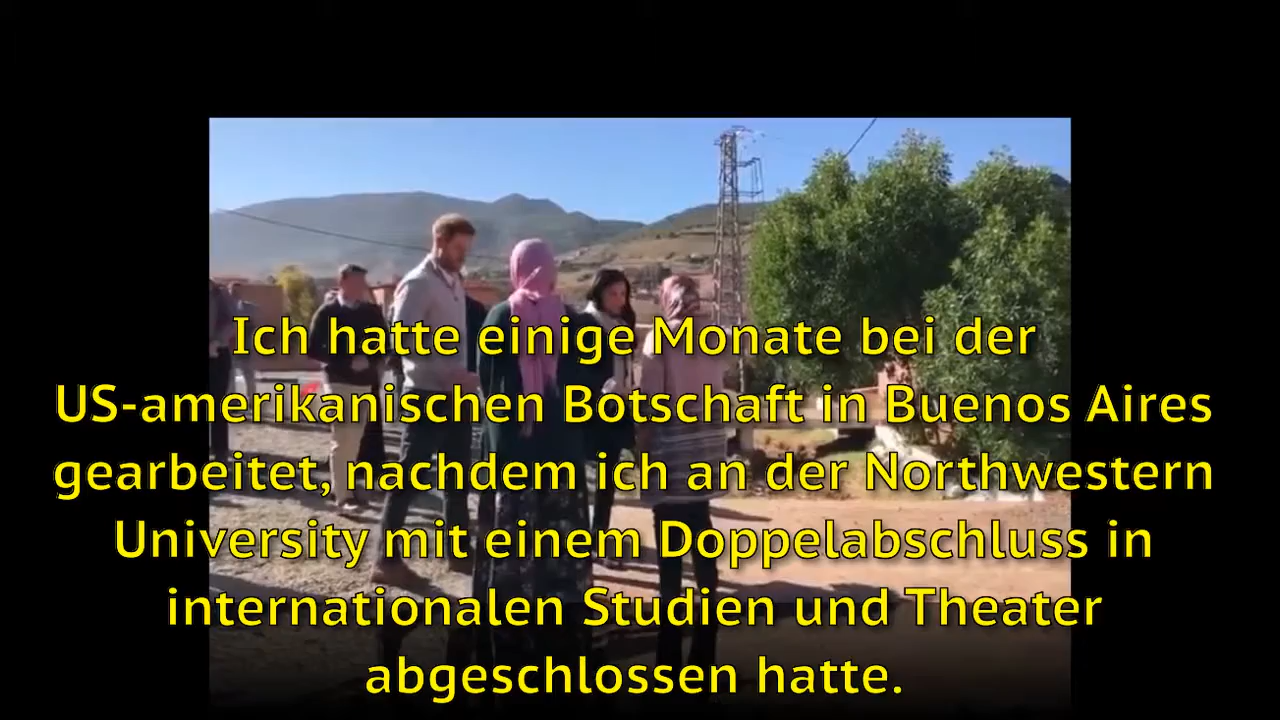 Ich hatte einige Monate bei der
US-amerikanischen Botschaft in Buenos Aires
gearbeitet, nachdem ich an der Northwestern
University mit einem Doppelabschluss in
internationalen Studien und Theater
abgeschlossen hatte.